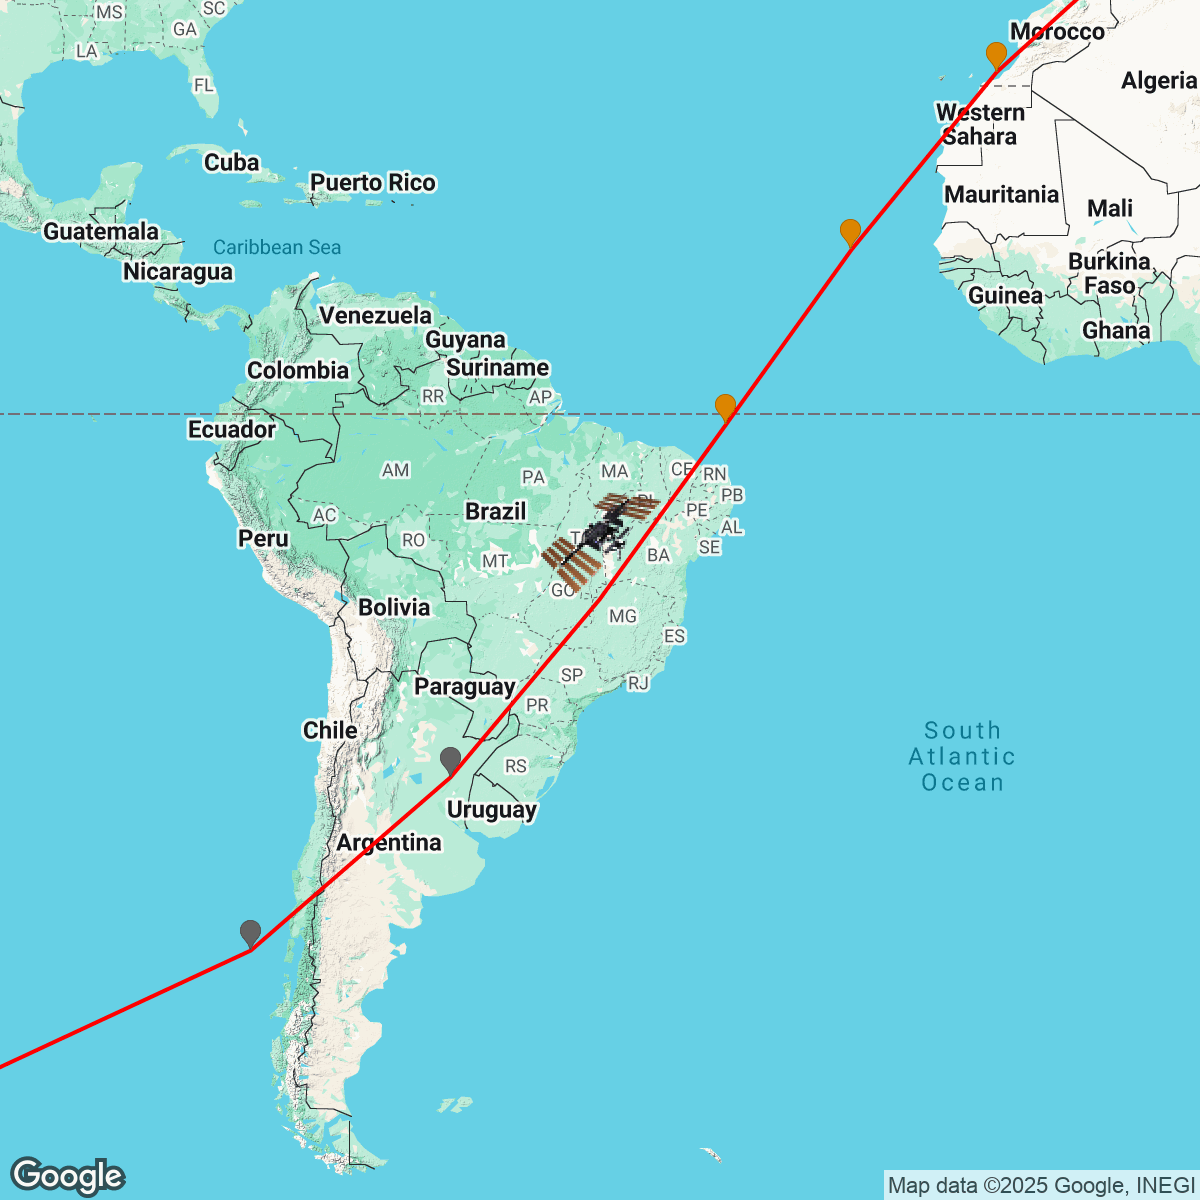 MS
SC
GA
LA
FL
Morocco
Algeria
Western
Sahara
Cuba
Puerto Rico
Mauritania
Mali
Guatemala
Caribbean Sea
Nicaragua
Burkina
Faso
Guinea
Ghana
Venezuela
Guyana
Suriname
Colombia
RR
AP
Ecuador
AM
PA
MA
CE
RN
PB
PE
AL
SE
Brazil
AC
RO
Peru
MT
BA
GO
Bolivia
MG
ES
Paraguay
SP
RJ
PR
Chile
South
Atlantic
Ocean
RS
Uruguay
Argentina
Google
Map data ©2025 Google, INEGI